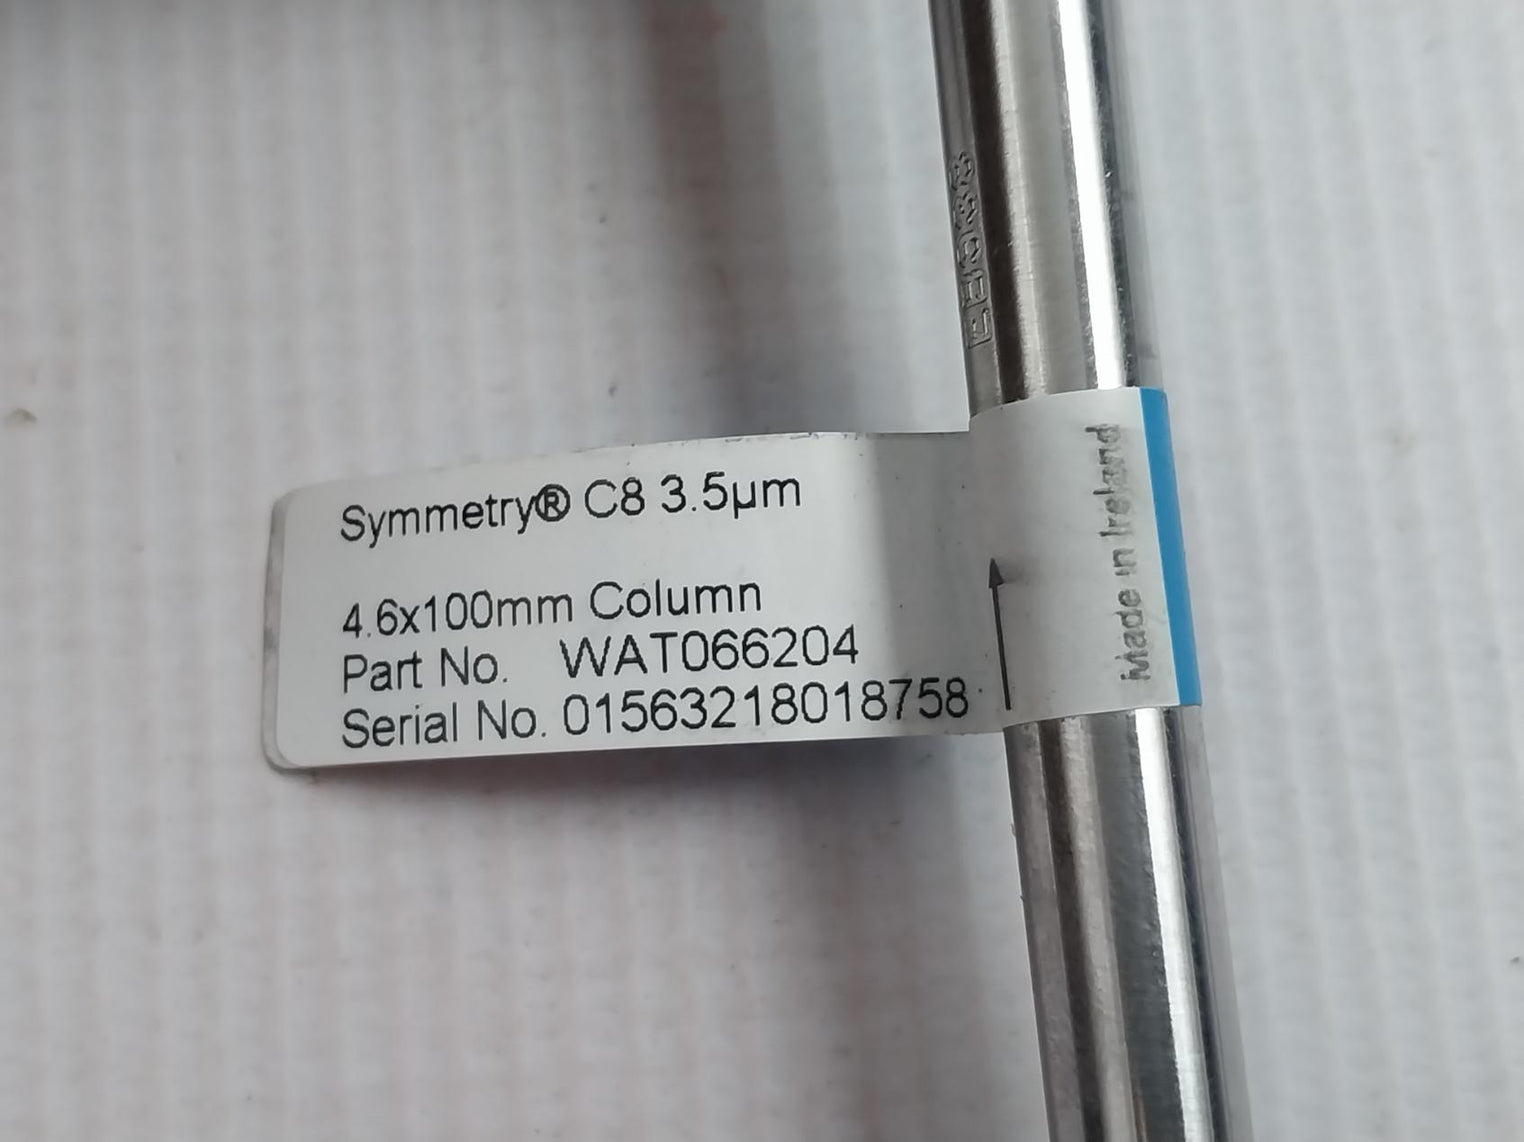 Symmetry® C8 3.5µm
4.6x100mm Column
Part No. WAT066204
Serial No. 01563218018758
Made in Ireland